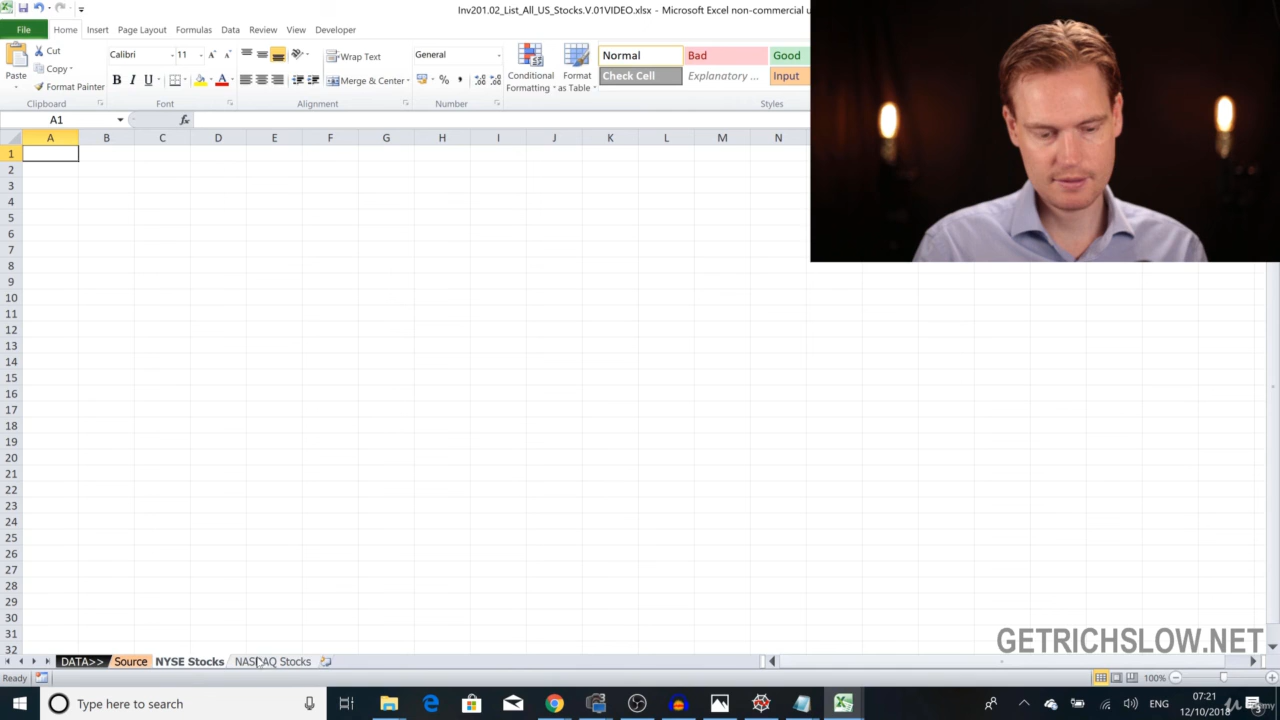 Inv201.02_List_All_US_Stocks.V.01VIDEO.xlsx - Microsoft Excel non-commercial u
File Home Insert Page Layout Formulas Data Review View Developer
Cut
Copy
Format Painter
Paste
Calibri 11
B I U
Wrap Text
Merge & Center
General
%
Conditional Formatting
Format as Table
Normal Bad Good
Check Cell Explanatory ... Input
Clipboard Font Alignment Number Styles
A1 fx
A B C D E F G H I J K L M N
1
2
3
4
5
6
7
8
9
10
11
12
13
14
15
16
17
18
19
20
21
22
23
24
25
26
27
28
29
30
31
32
GETRICHSLOW.NET
DATA>> Source NYSE Stocks NASDAQ Stocks
Ready 100%
Type here to search
ENG
07:21
12/10/2018